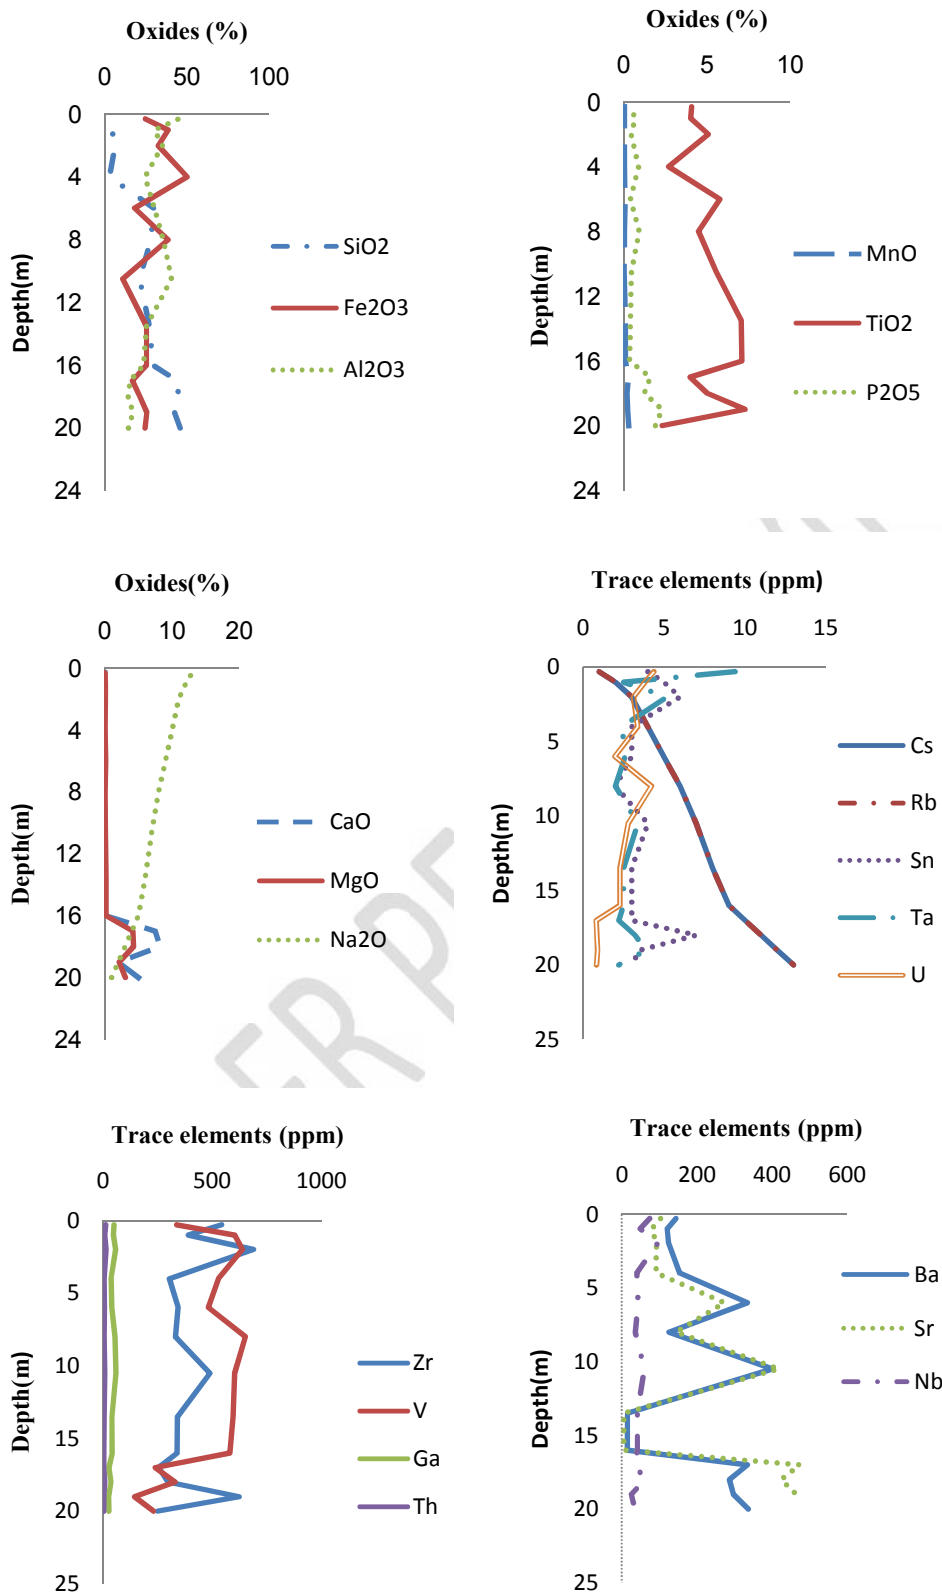 Oxides (%)
0 50 100
0
4
8
12
16
20
24
Depth(m)
SiO2
Fe2O3
Al2O3
Oxides (%)
0 5 10
0
4
8
12
16
20
24
Depth(m)
MnO
TiO2
P2O5
Oxides(%)
0 10 20
0
4
8
12
16
20
24
Depth(m)
CaO
MgO
Na2O
Trace elements (ppm)
0 5 10 15
0
5
10
15
20
25
Depth(m)
Cs
Rb
Sn
Ta
U
Trace elements (ppm)
0 500 1000
0
5
10
15
20
25
Depth(m)
Zr
V
Ga
Th
Trace elements (ppm)
0 200 400 600
0
5
10
15
20
25
Depth(m)
Ba
Sr
Nb